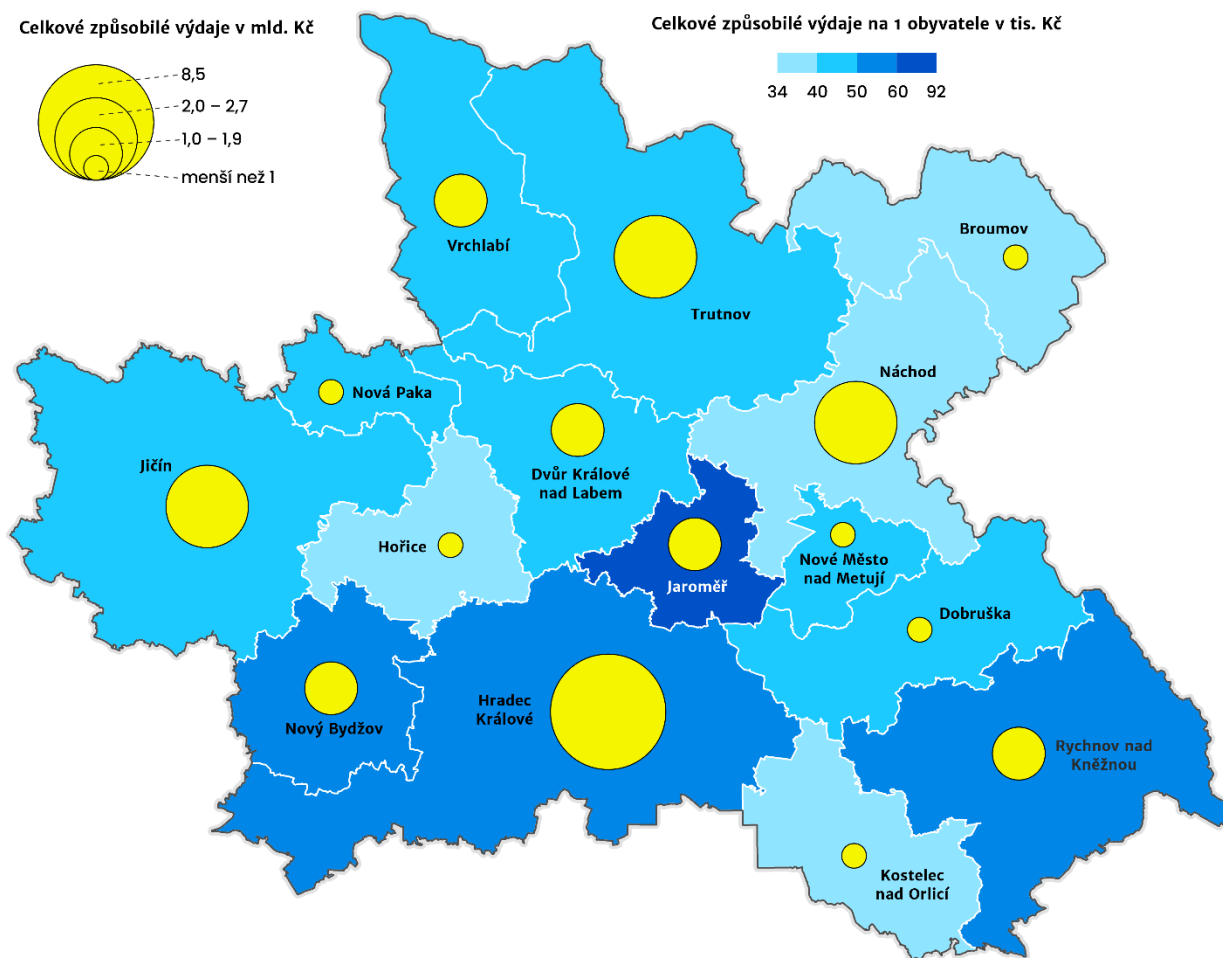 Celkové způsobilé výdaje v mld. Kč
8,5
2,0 – 2,7
1,0 – 1,9
menší než 1
Celkové způsobilé výdaje na 1 obyvatele v tis. Kč
34 40 50 60 92
Vrchlabí
Trutnov
Broumov
Náchod
Nová Paka
Jičín
Dvůr Králové
nad Labem
Hořice
Jaroměř
Nové Město
nad Metují
Dobruška
Nový Bydžov
Hradec
Králové
Rychnov nad
Kněžnou
Kostelec
nad Orlicí